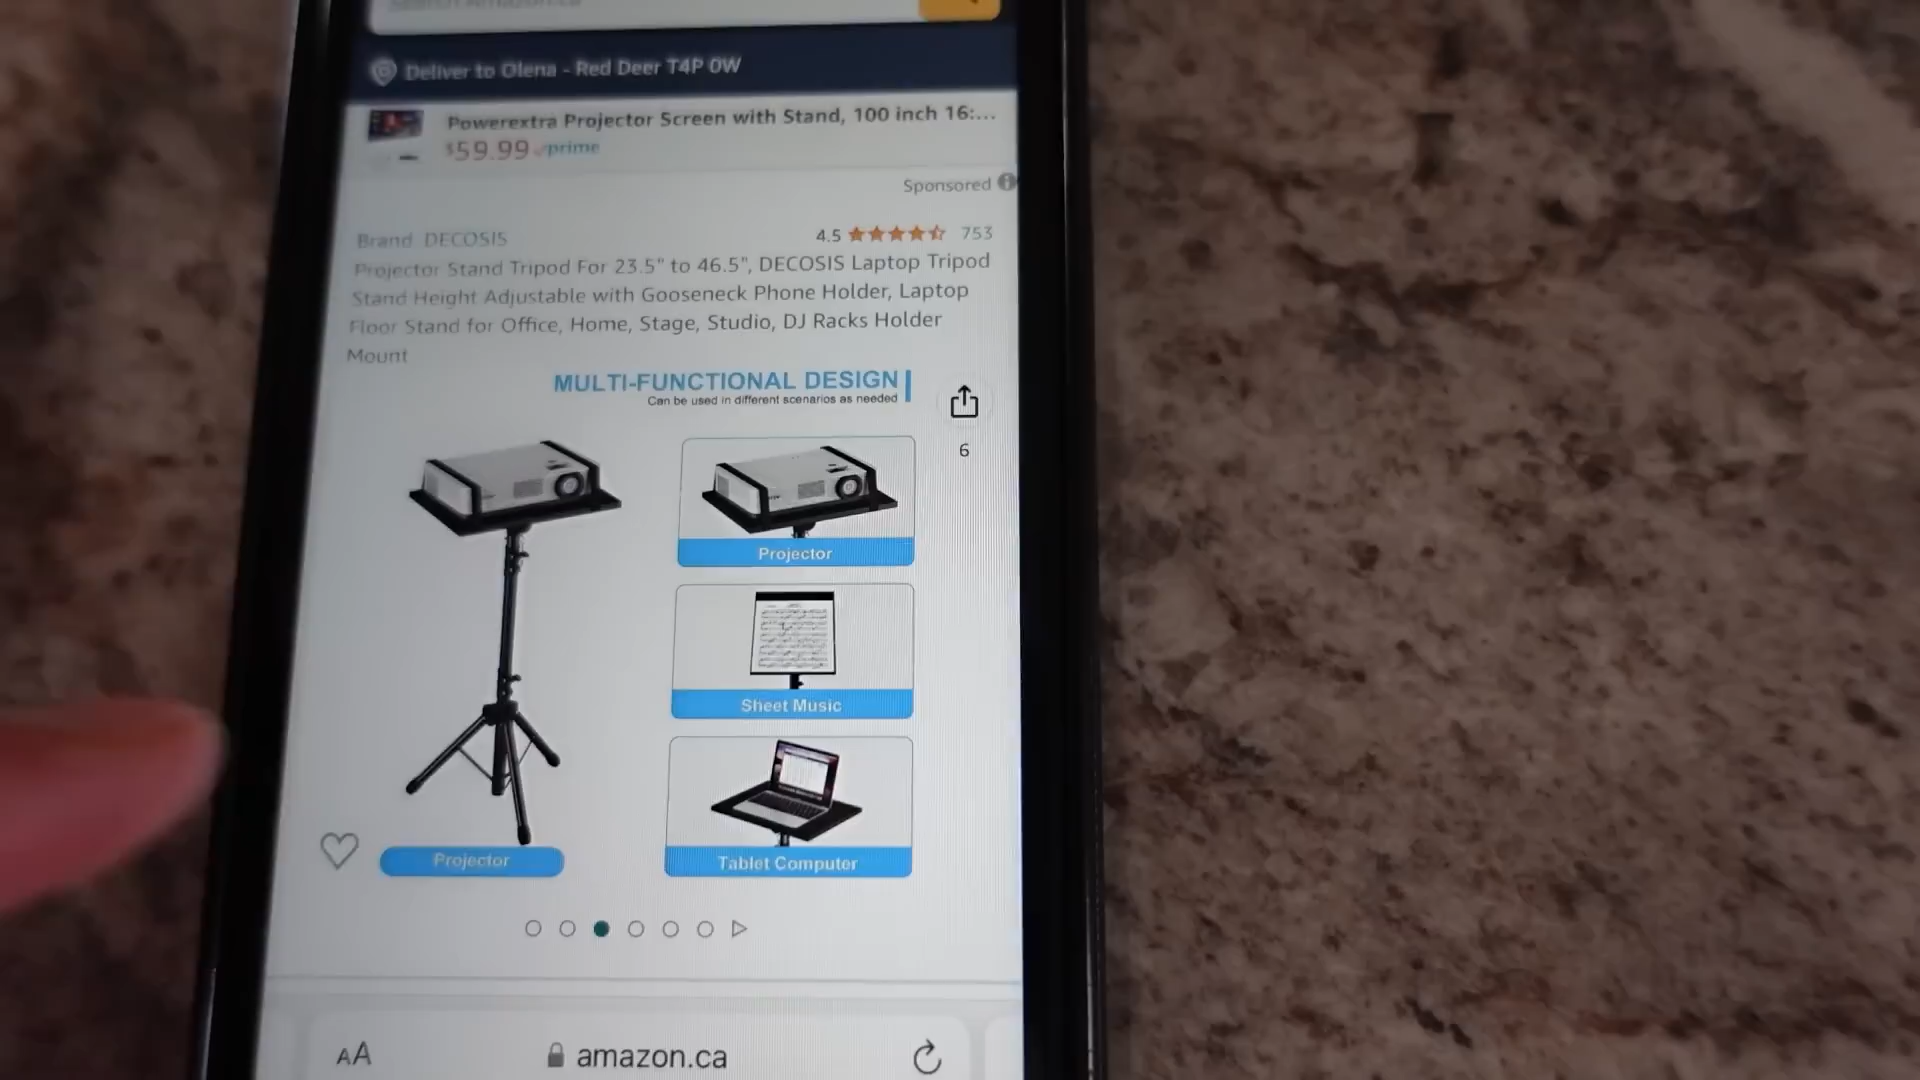 Search Amazon.ca
Deliver to Olena - Red Deer T4P 0W
Powerextra Projector Screen with Stand, 100 inch 16:...
$59.99 prime
Sponsored
Brand DECOSIS
4.5 753
Projector Stand Tripod For 23.5" to 46.5", DECOSIS Laptop Tripod
Stand Height Adjustable with Gooseneck Phone Holder, Laptop
Floor Stand for Office, Home, Stage, Studio, DJ Racks Holder
Mount
MULTI-FUNCTIONAL DESIGN
Can be used in different scenarios as needed
6
Projector
Sheet Music
Projector
Tablet Computer
AA
amazon.ca